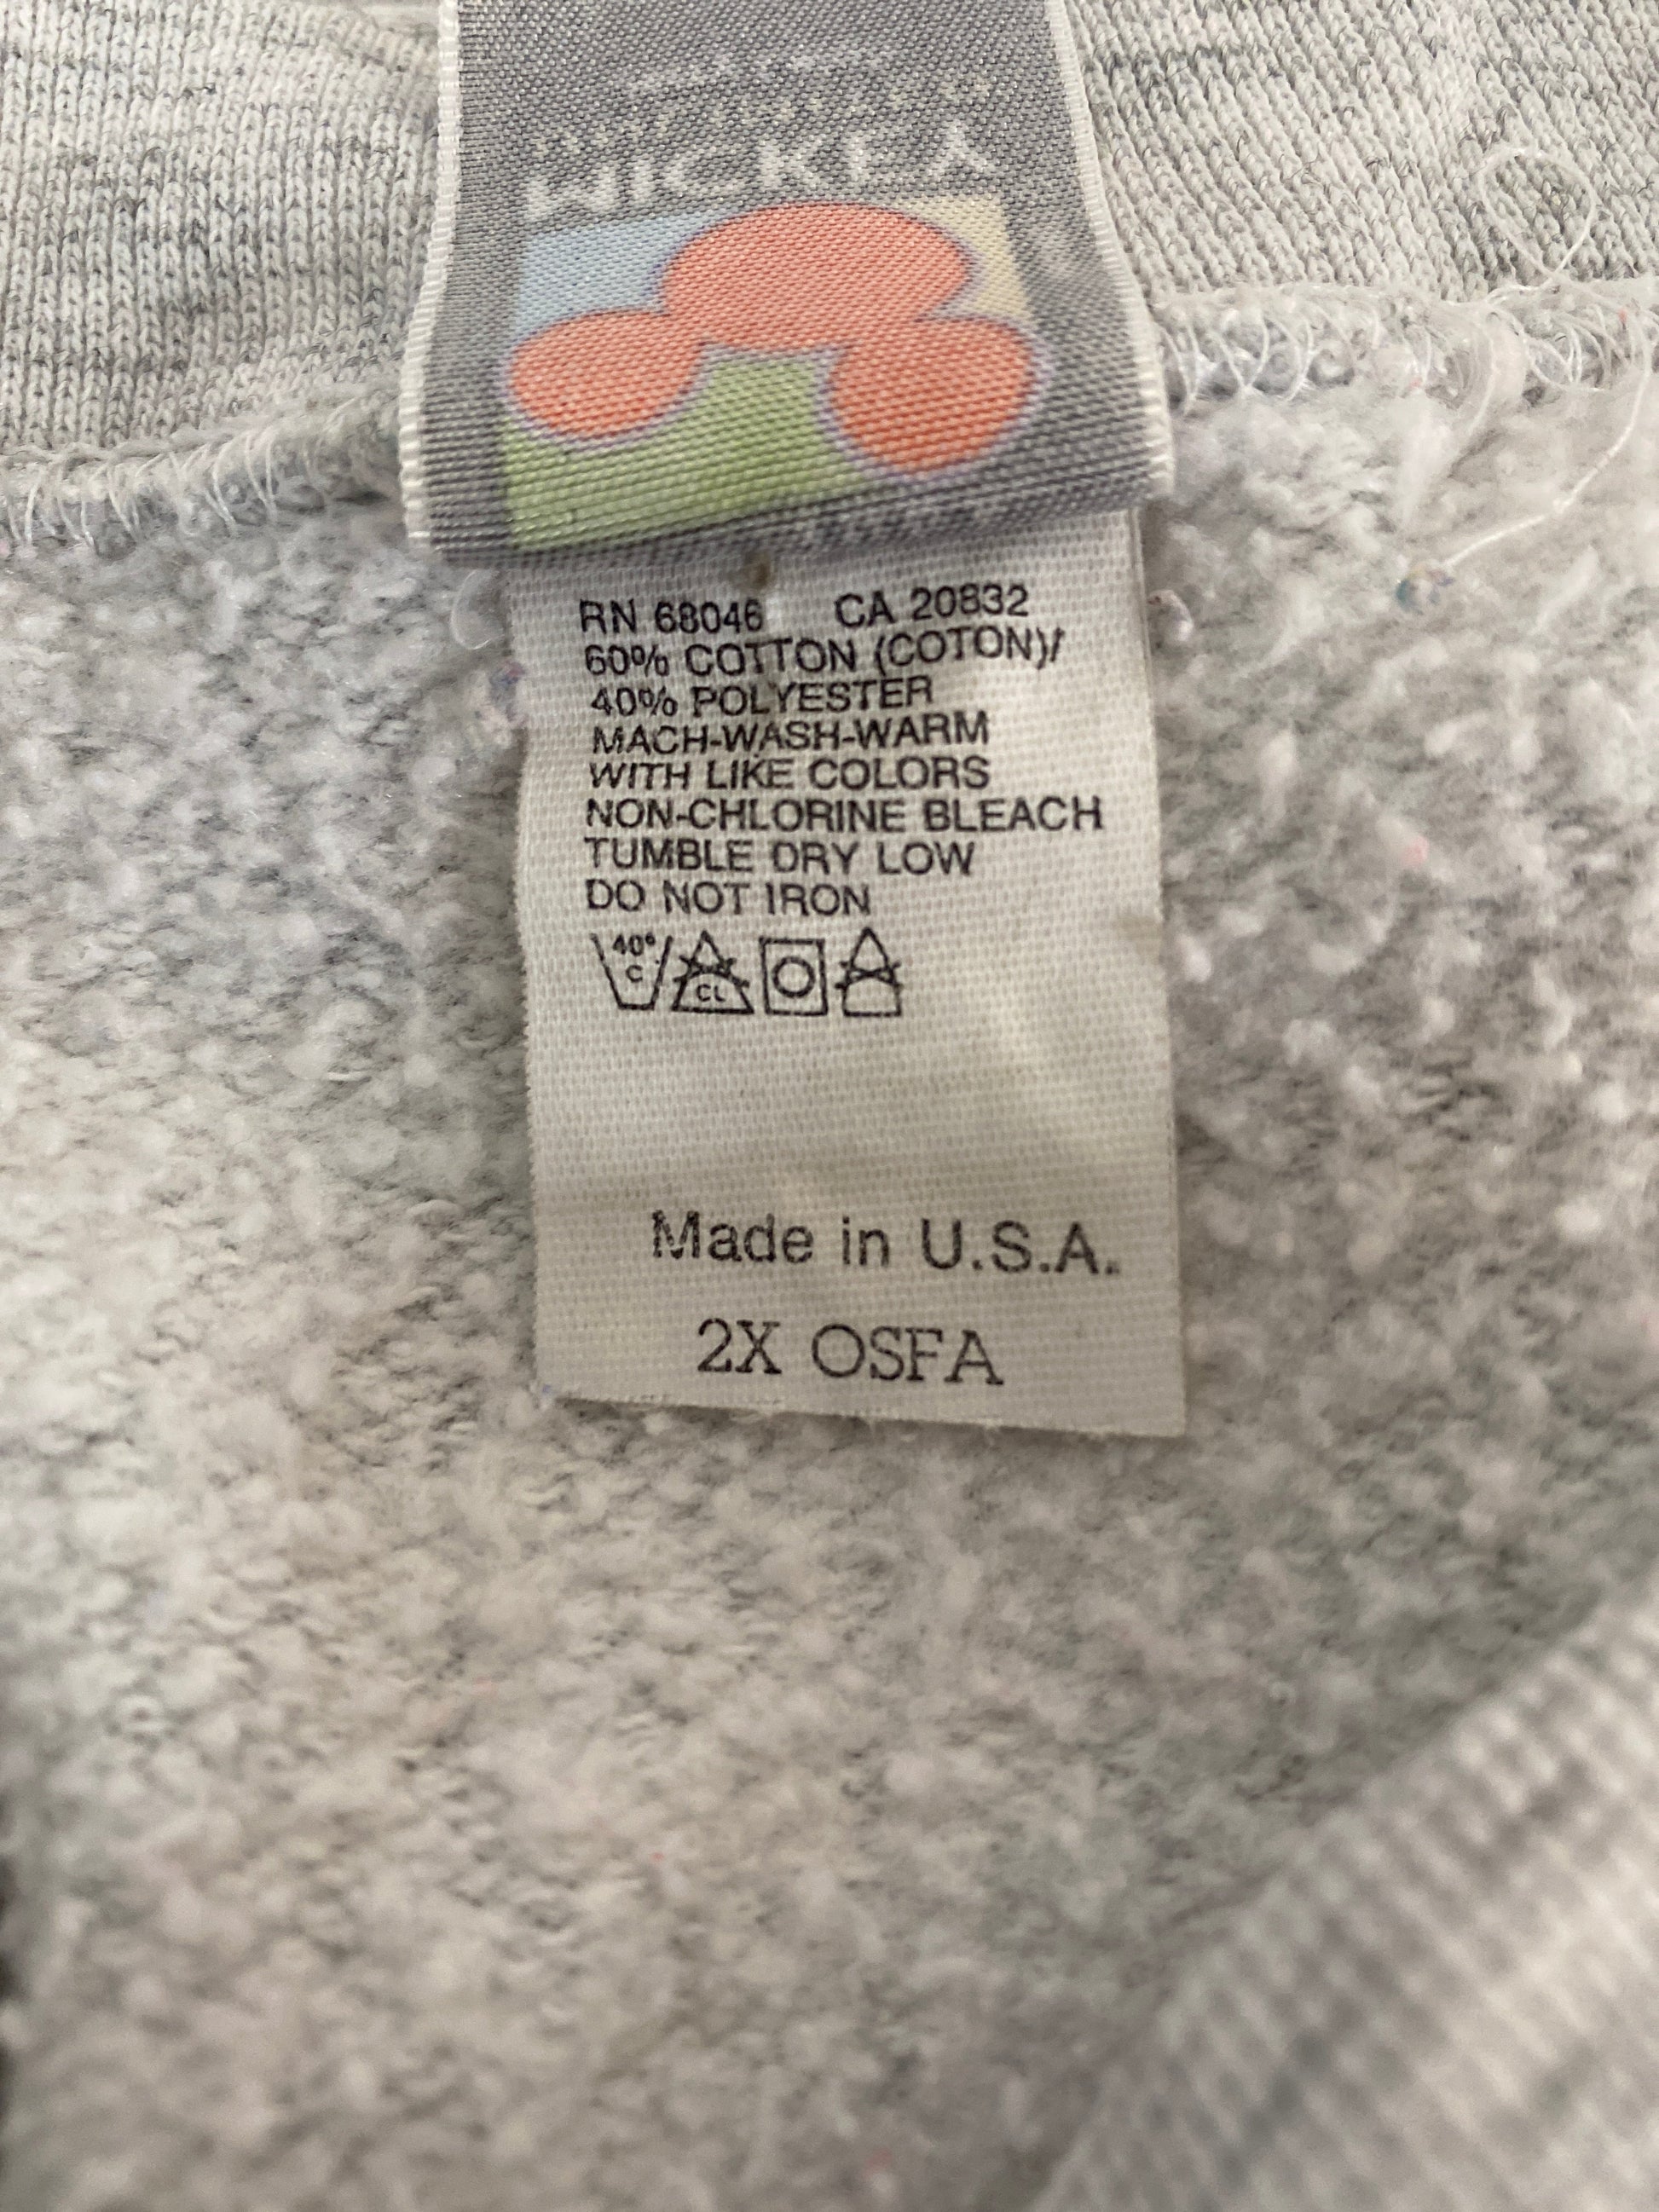 MICKEY
RN 68046 CA 20832
60% COTTON (COTON)/
40% POLYESTER
MACH-WASH-WARM
WITH LIKE COLORS
NON-CHLORINE BLEACH
TUMBLE DRY LOW
DO NOT IRON
40°
C
CL
Made in U.S.A.
2X OSFA